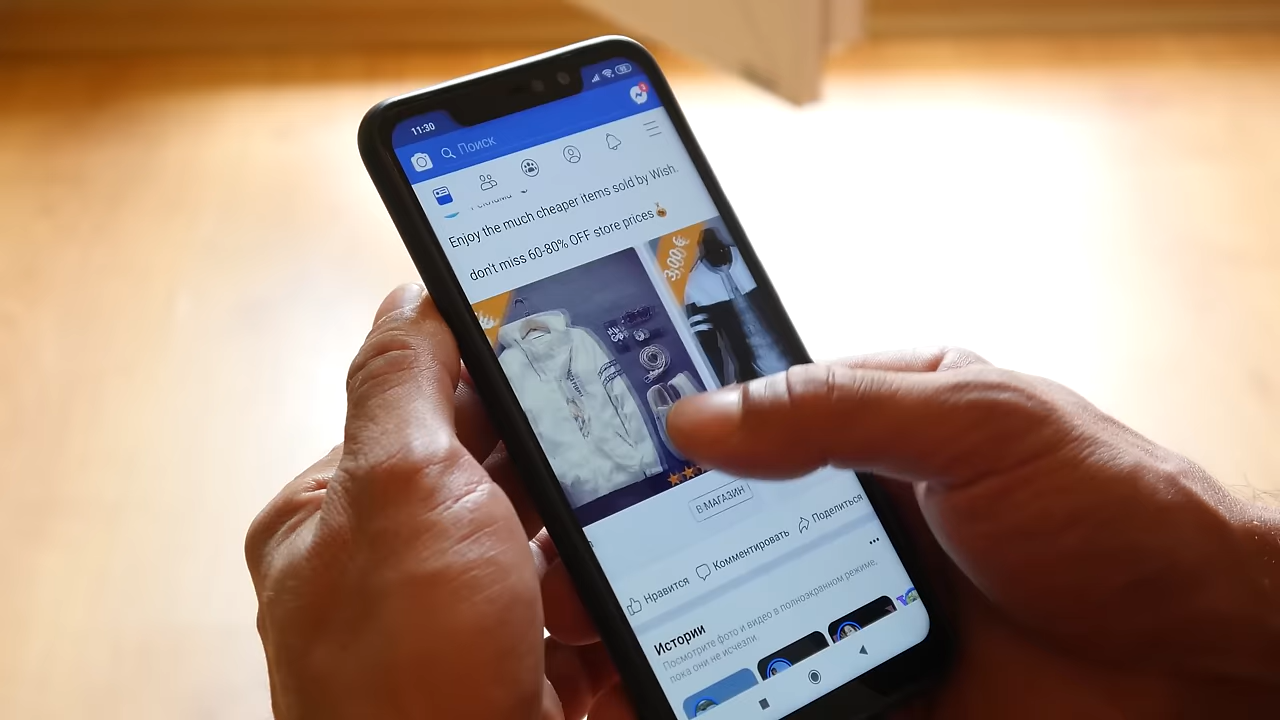 11:30
Поиск
Enjoy the much cheaper items sold by Wish.
don't miss 60-80% OFF store prices
3,00€
€
В МАГАЗИН
Нравится
Комментировать
Поделиться
Истории
Посмотрите фото и видео в полноэкранном режиме,
пока они не исчезли.